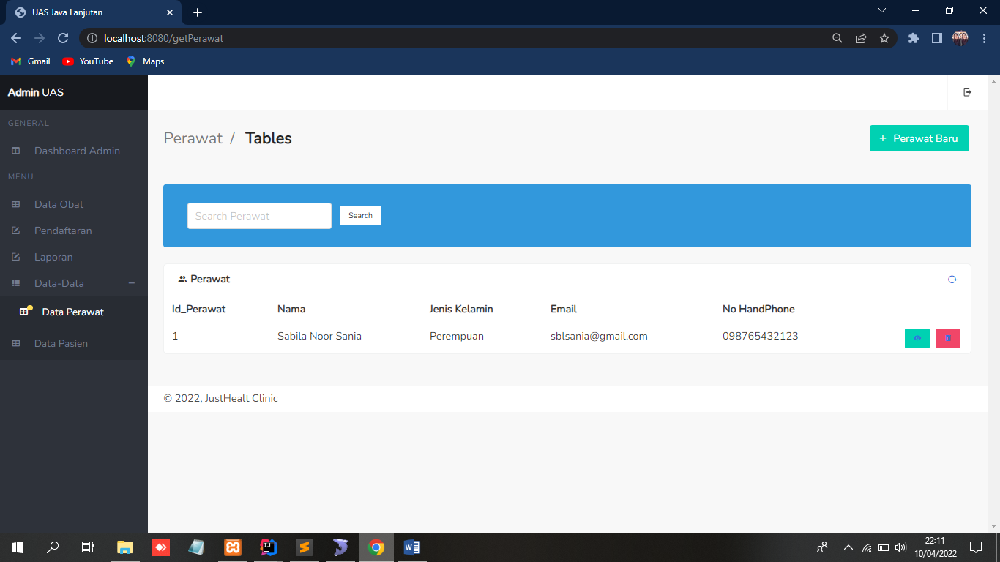 UAS Java Lanjutan
localhost:8080/getPerawat
Gmail YouTube Maps
Admin UAS
GENERAL
Dashboard Admin
MENU
Data Obat
Pendaftaran
Laporan
Data-Data
Data Perawat
Data Pasien
Perawat / Tables
+ Perawat Baru
Search Perawat Search
Perawat
Id_Perawat Nama Jenis Kelamin Email No HandPhone
1 Sabila Noor Sania Perempuan sblsania@gmail.com 098765432123
© 2022, JustHealt Clinic
22:11
10/04/2022